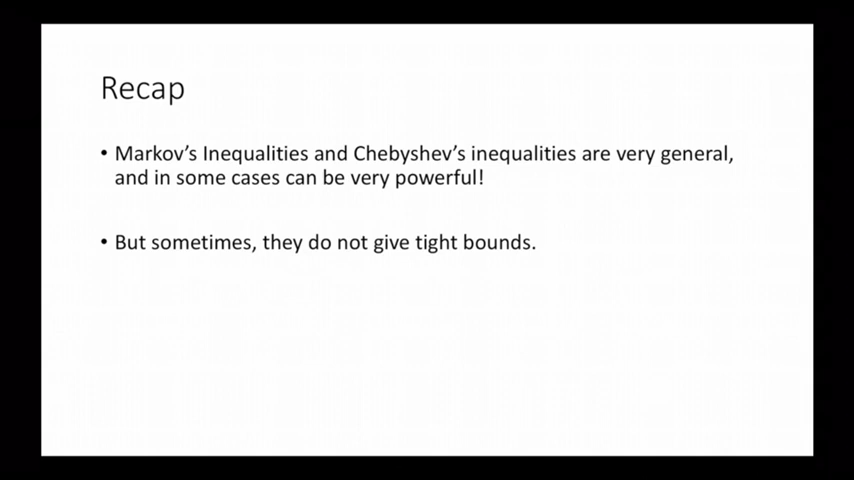 Recap
• Markov's Inequalities and Chebyshev's inequalities are very general,
and in some cases can be very powerful!
• But sometimes, they do not give tight bounds.